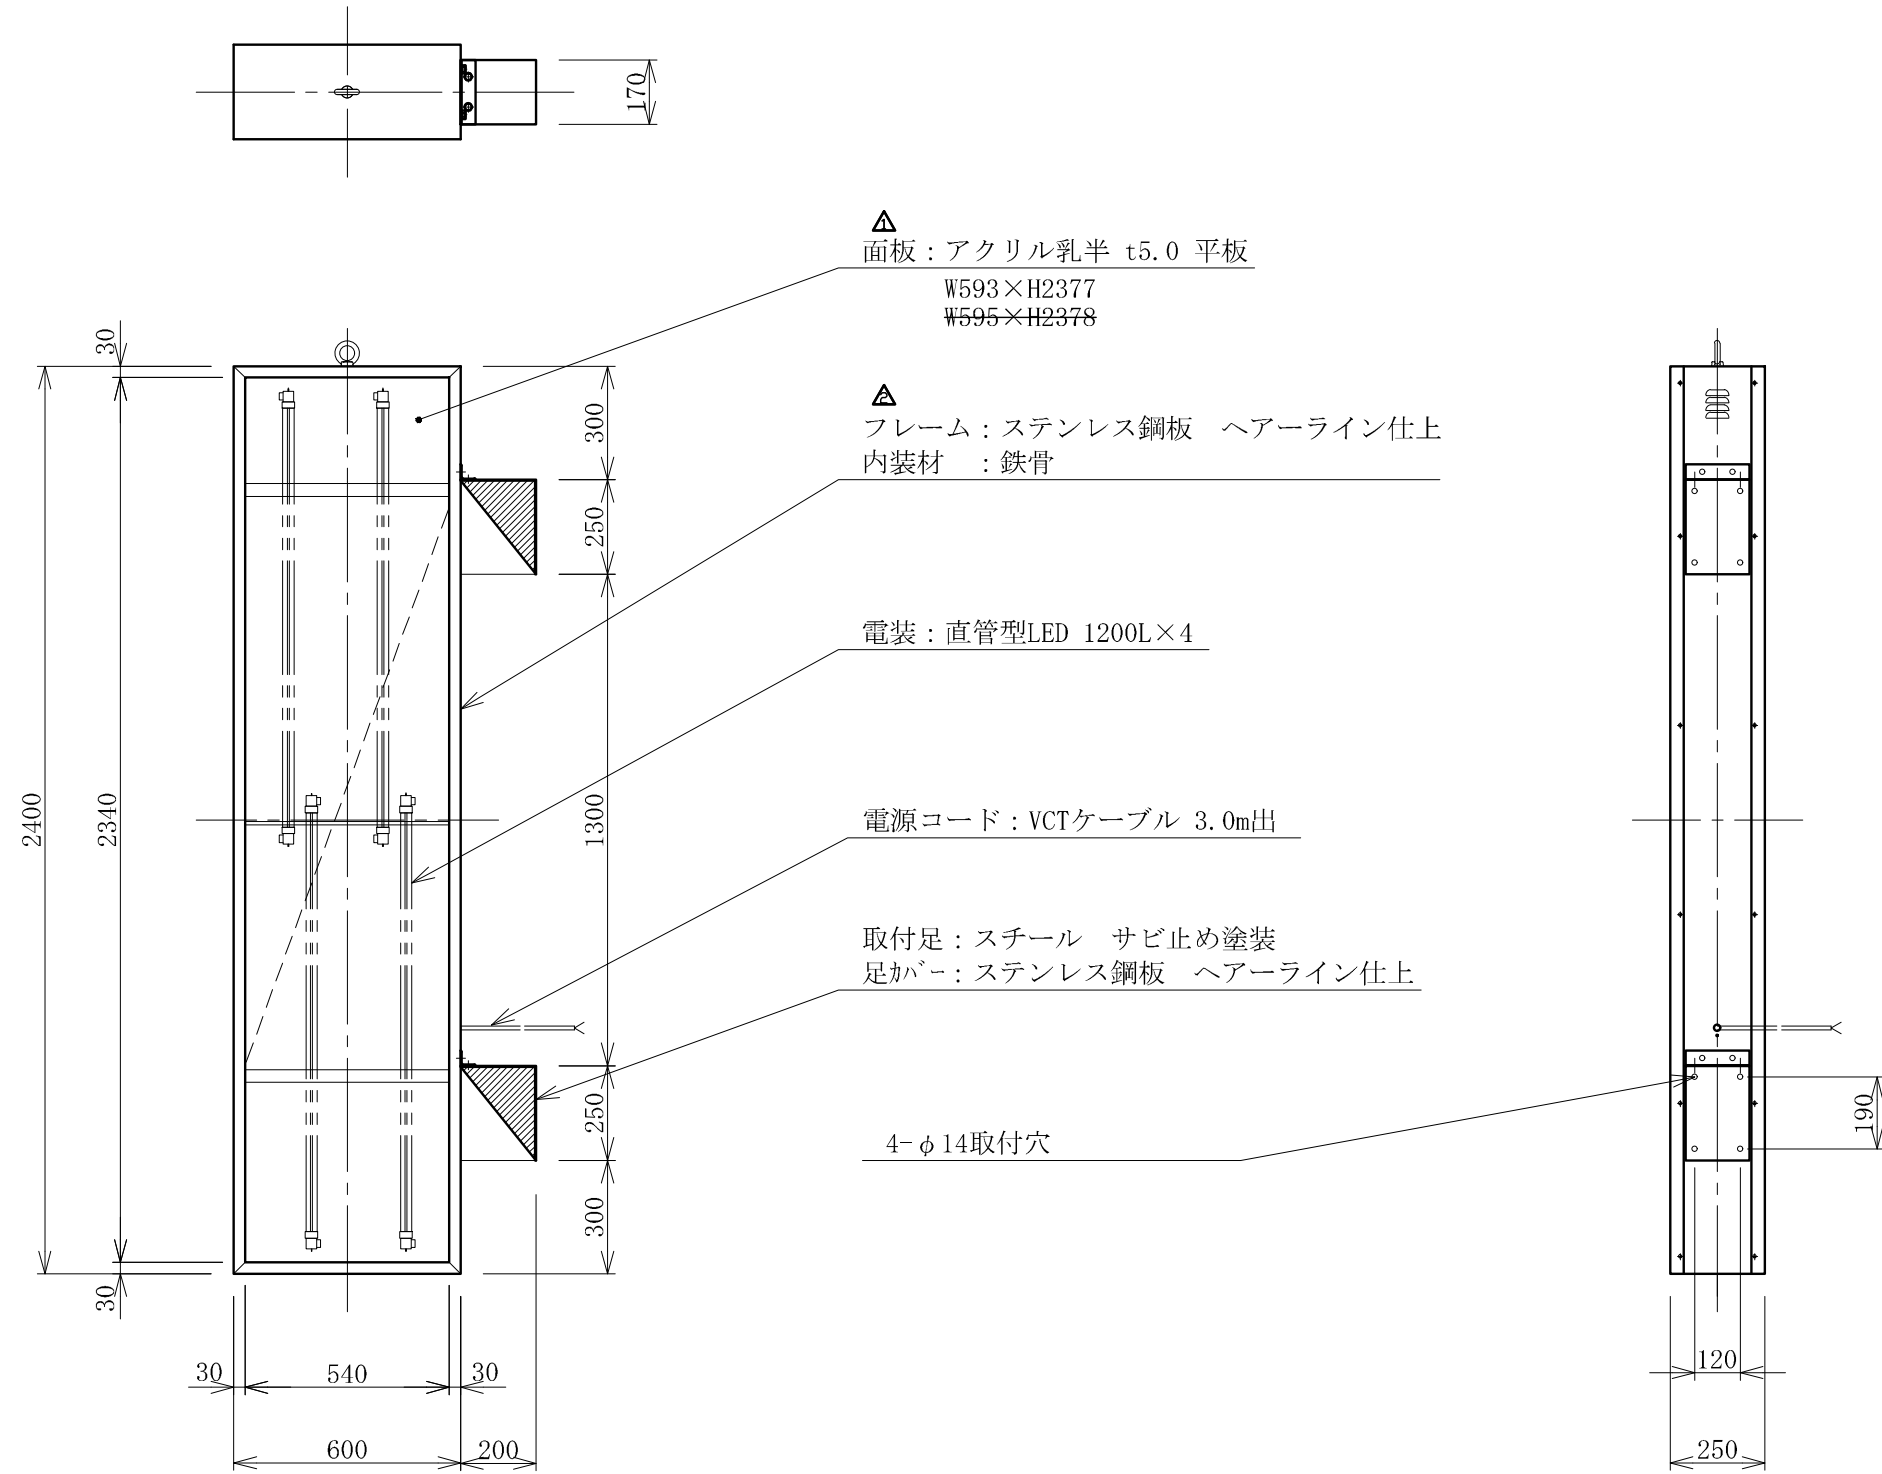 170
1
面板：アクリル乳半 t5.0 平板
W593×H2377
W595×H2378
30
2
フレーム：ステンレス鋼板　ヘアーライン仕上
内装材　：鉄骨
300
250
電装：直管型LED 1200L×4
2400
2340
1300
電源コード：VCTケーブル 3.0m出
取付足：スチール　サビ止め塗装
足ｶﾊﾞｰ：ステンレス鋼板　ヘアーライン仕上
250
190
4-φ14取付穴
300
30
30
540
30
120
600
200
250